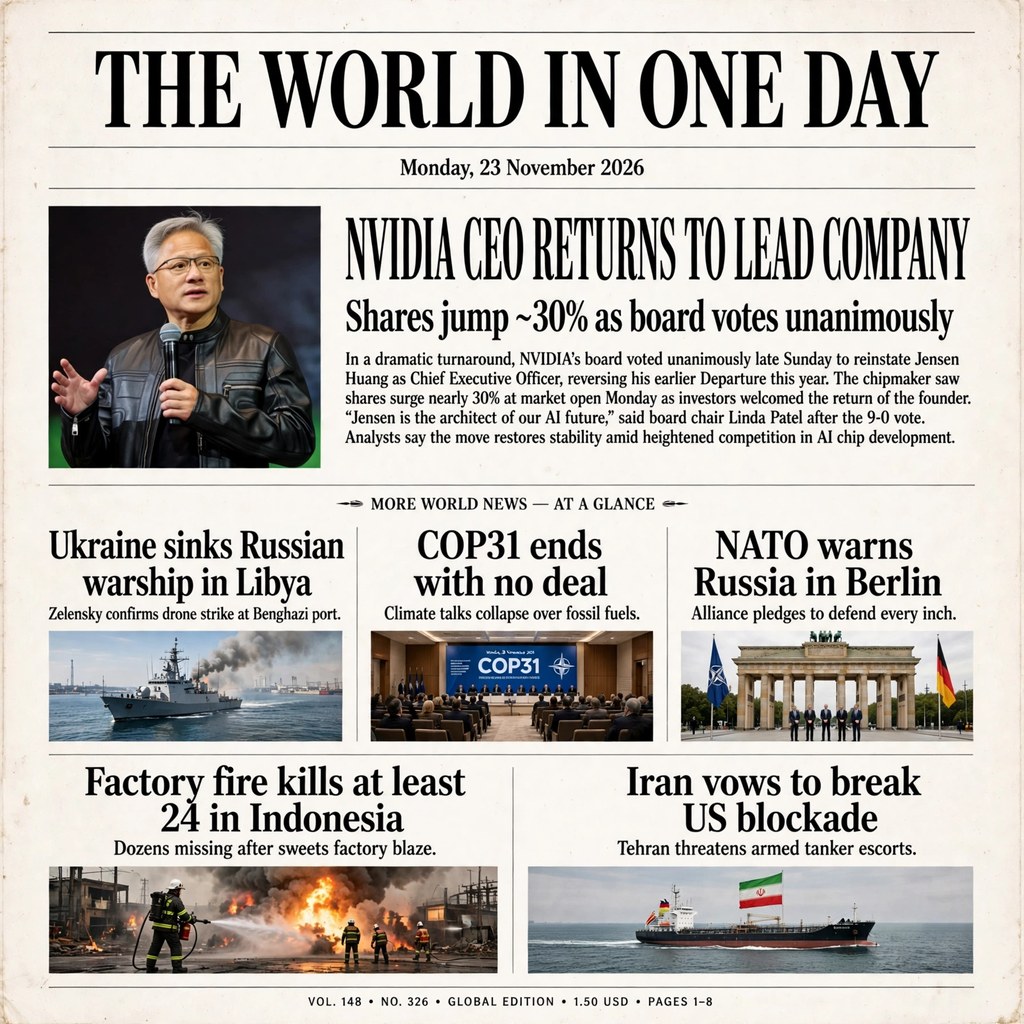 THE WORLD IN ONE DAY
Monday, 23 November 2026
NVIDIA CEO RETURNS TO LEAD COMPANY
Shares jump ~30% as board votes unanimously
In a dramatic turnaround, NVIDIA's board voted unanimously late Sunday to reinstate Jensen
Huang as Chief Executive Officer, reversing his earlier Departure this year. The chipmaker saw
shares surge nearly 30% at market open Monday as investors welcomed the return of the founder.
“Jensen is the architect of our AI future,” said board chair Linda Patel after the 9-0 vote.
Analysts say the move restores stability amid heightened competition in AI chip development.
MORE WORLD NEWS — AT A GLANCE
Ukraine sinks Russian
warship in Libya
Zelensky confirms drone strike at Benghazi port.
COP31 ends
with no deal
Climate talks collapse over fossil fuels.
COP31
NATO warns
Russia in Berlin
Alliance pledges to defend every inch.
Factory fire kills at least
24 in Indonesia
Dozens missing after sweets factory blaze.
Iran vows to break
US blockade
Tehran threatens armed tanker escorts.
VOL. 148 • NO. 326 • GLOBAL EDITION • 1.50 USD • PAGES 1–8